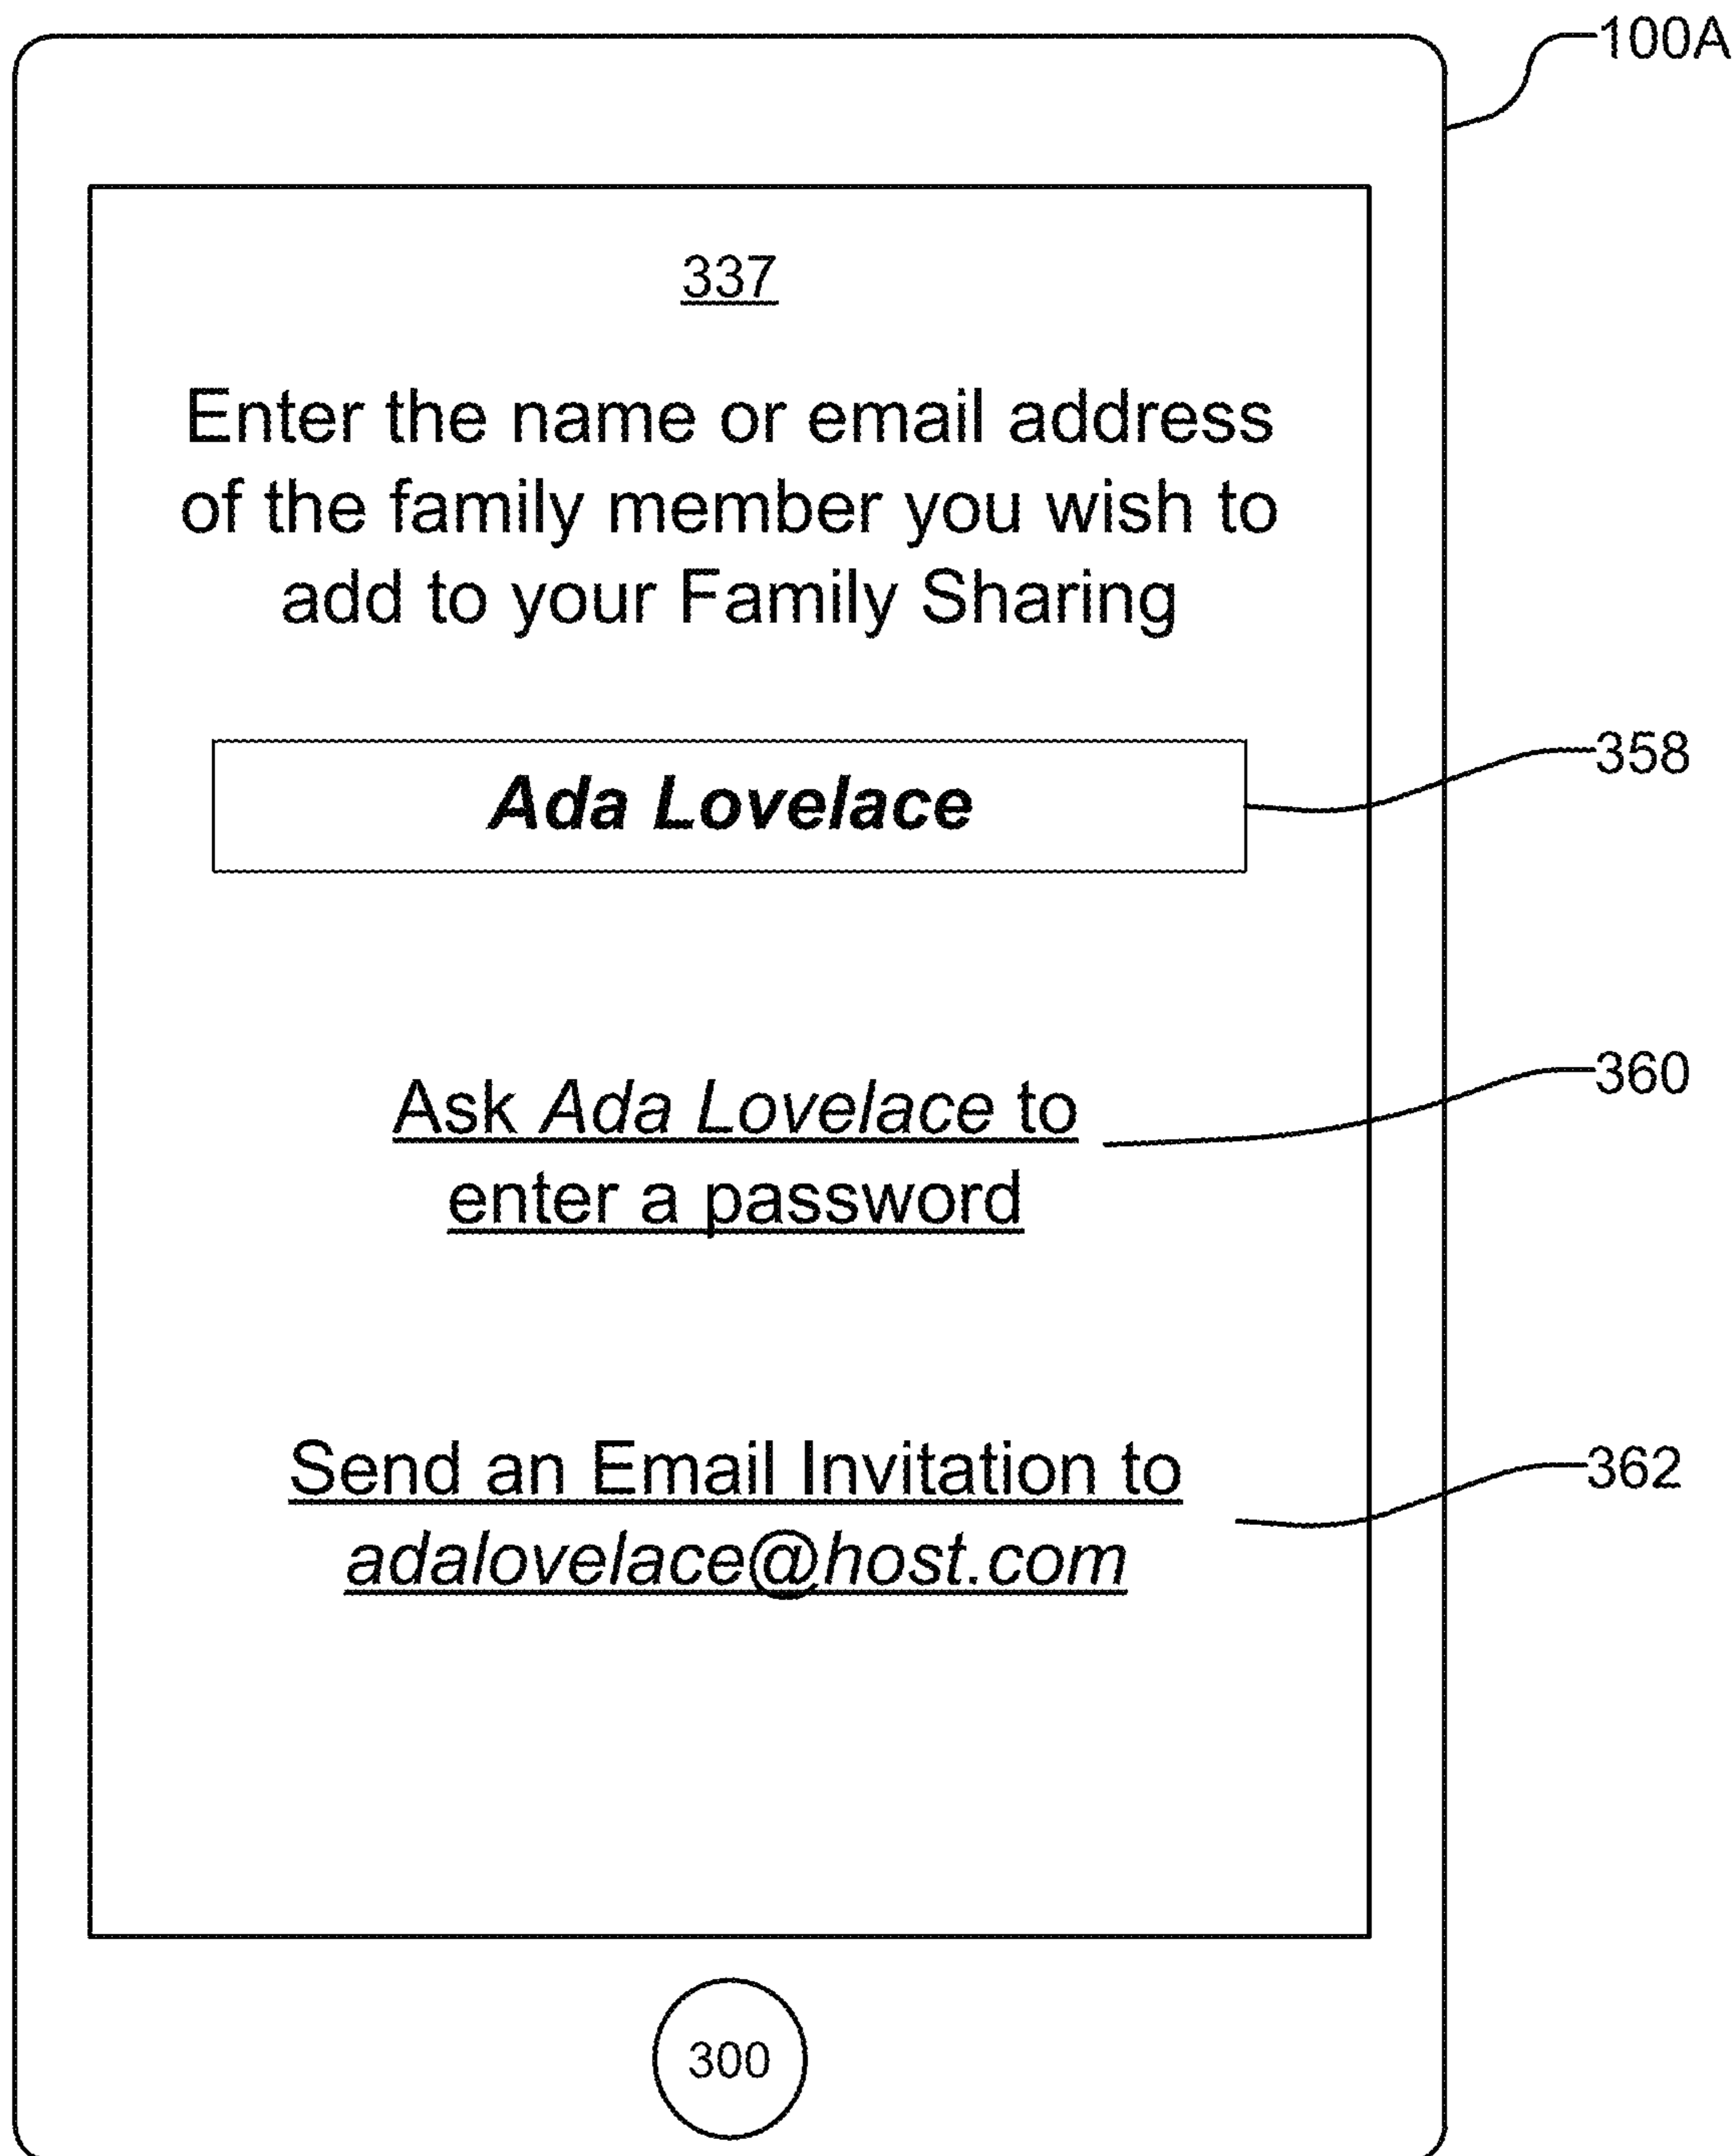 100A
337
Enter the name or email address
of the family member you wish to
add to your Family Sharing
Ada Lovelace
358
Ask Ada Lovelace to
enter a password
360
Send an Email Invitation to
adalovelace@host.com
362
300